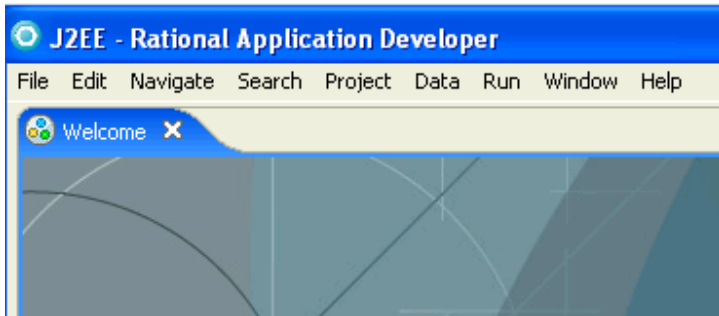 J2EE - Rational Application Developer
File Edit Navigate Search Project Data Run Window Help
Welcome